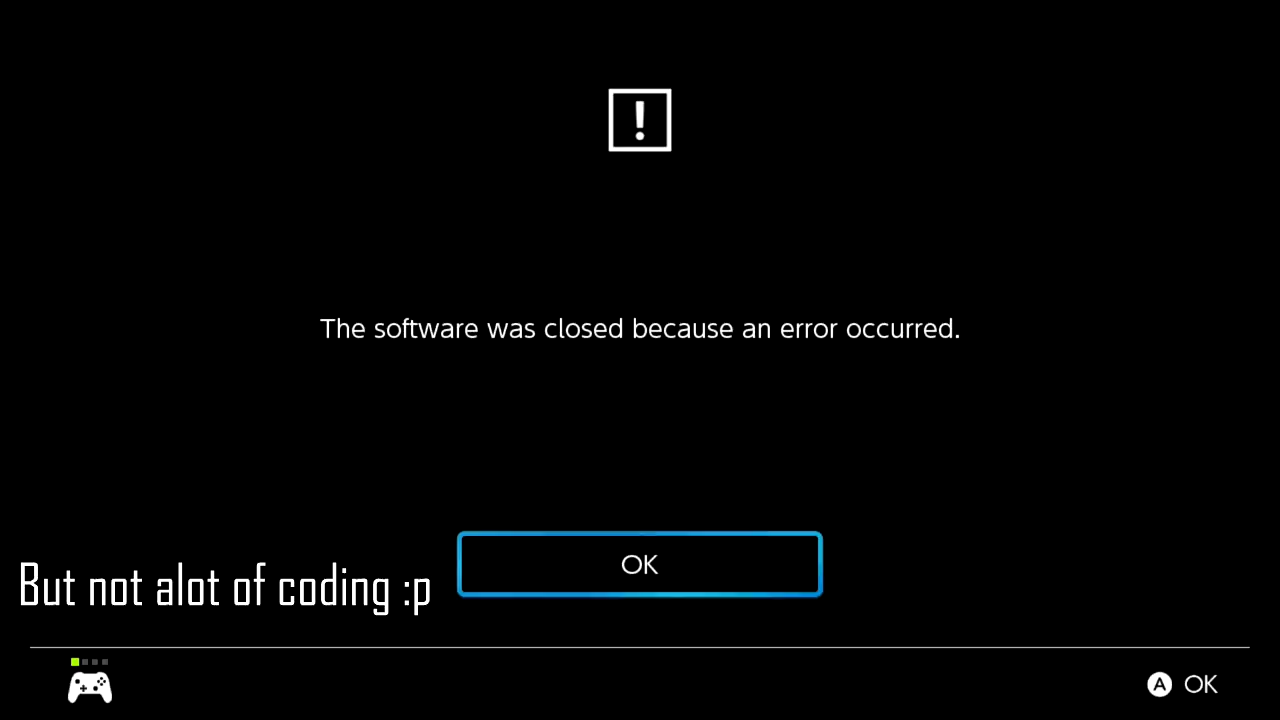 !
The software was closed because an error occurred.
OK
But not alot of coding :p
A OK